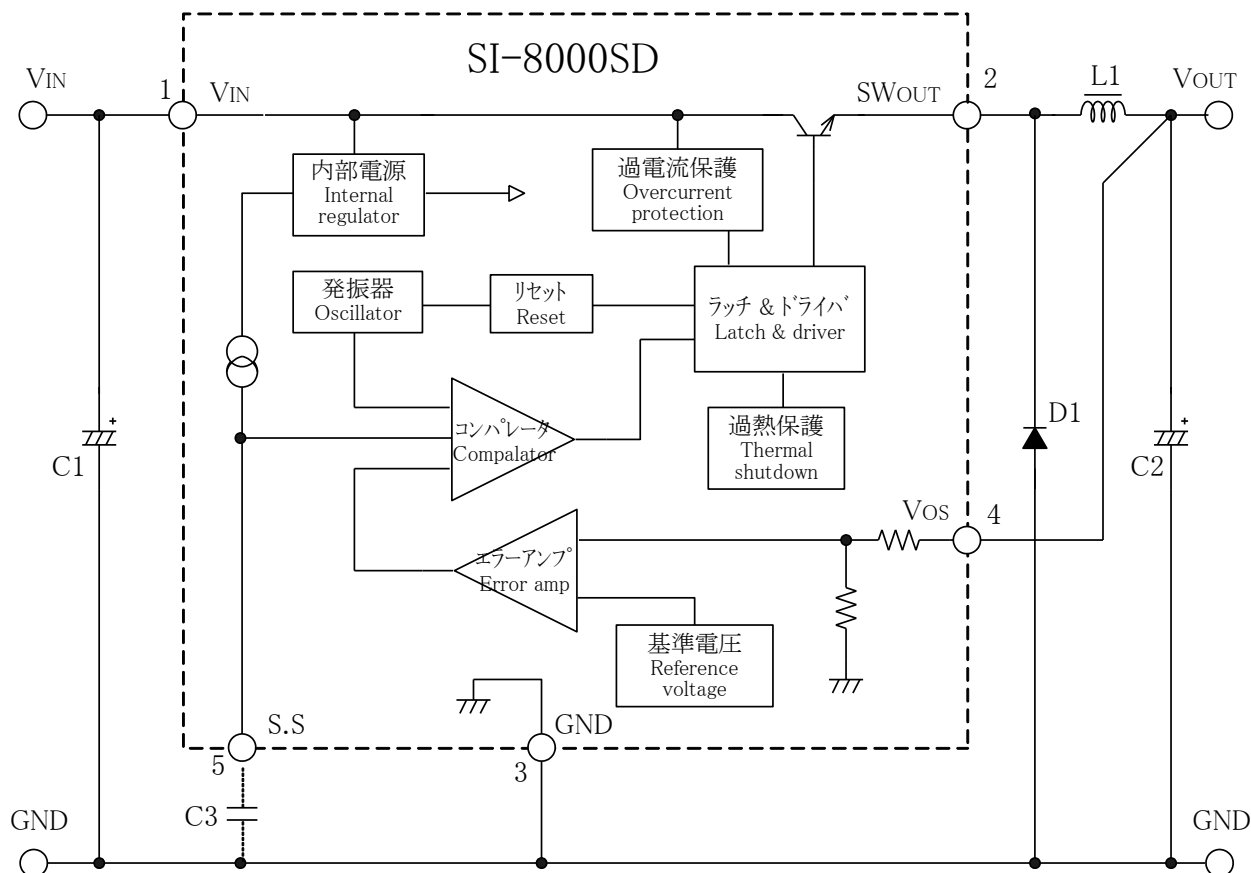 SI-8000SD
VIN
1
VIN
SWOUT
2
L1
VOUT
内部電源
Internal
regulator
過電流保護
Overcurrent
protection
発振器
Oscillator
リセット
Reset
ラッチ & ドライバ
Latch & driver
コンパレータ
Compalator
過熱保護
Thermal
shutdown
+
C1
D1
+
C2
VOS
4
エラーアンプ
Error amp
基準電圧
Reference
voltage
S.S
5
GND
3
C3
GND
GND